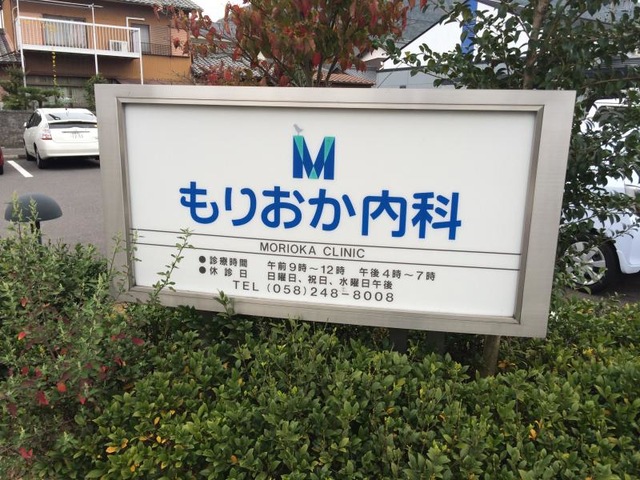 M
もりおか内科
MORIOKA CLINIC
●診療時間 午前9時〜12時 午後4時〜7時
●休診日 日曜日、祝日、水曜日午後
TEL (058)248-8008